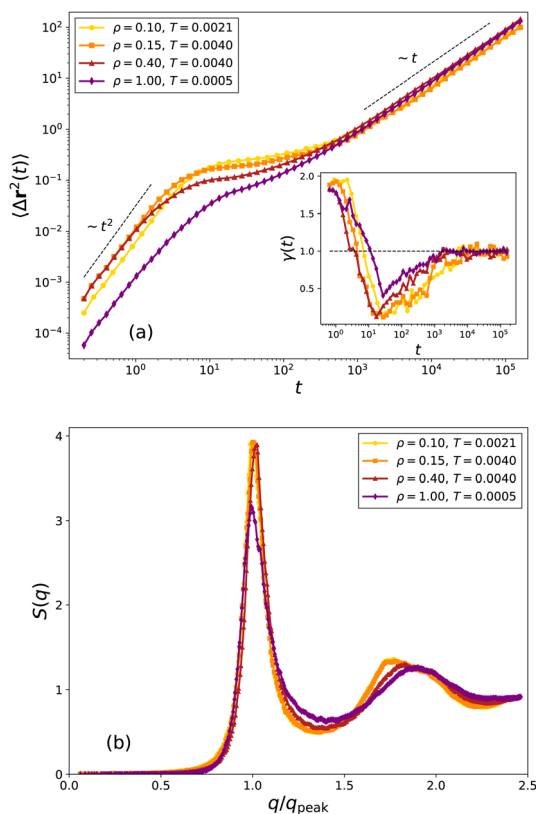 10²
10¹
10⁰
10⁻¹
10⁻²
10⁻³
10⁻⁴
⟨Δr²(t)⟩
ρ = 0.10, T = 0.0021
ρ = 0.15, T = 0.0040
ρ = 0.40, T = 0.0040
ρ = 1.00, T = 0.0005
~ t
~ t²
(a)
2.0
1.5
1.0
0.5
γ(t)
10⁰ 10¹ 10² 10³ 10⁴ 10⁵
t
10⁰ 10¹ 10² 10³ 10⁴ 10⁵
t
4
3
2
1
0
S(q)
ρ = 0.10, T = 0.0021
ρ = 0.15, T = 0.0040
ρ = 0.40, T = 0.0040
ρ = 1.00, T = 0.0005
(b)
0.0 0.5 1.0 1.5 2.0 2.5
q/q_peak